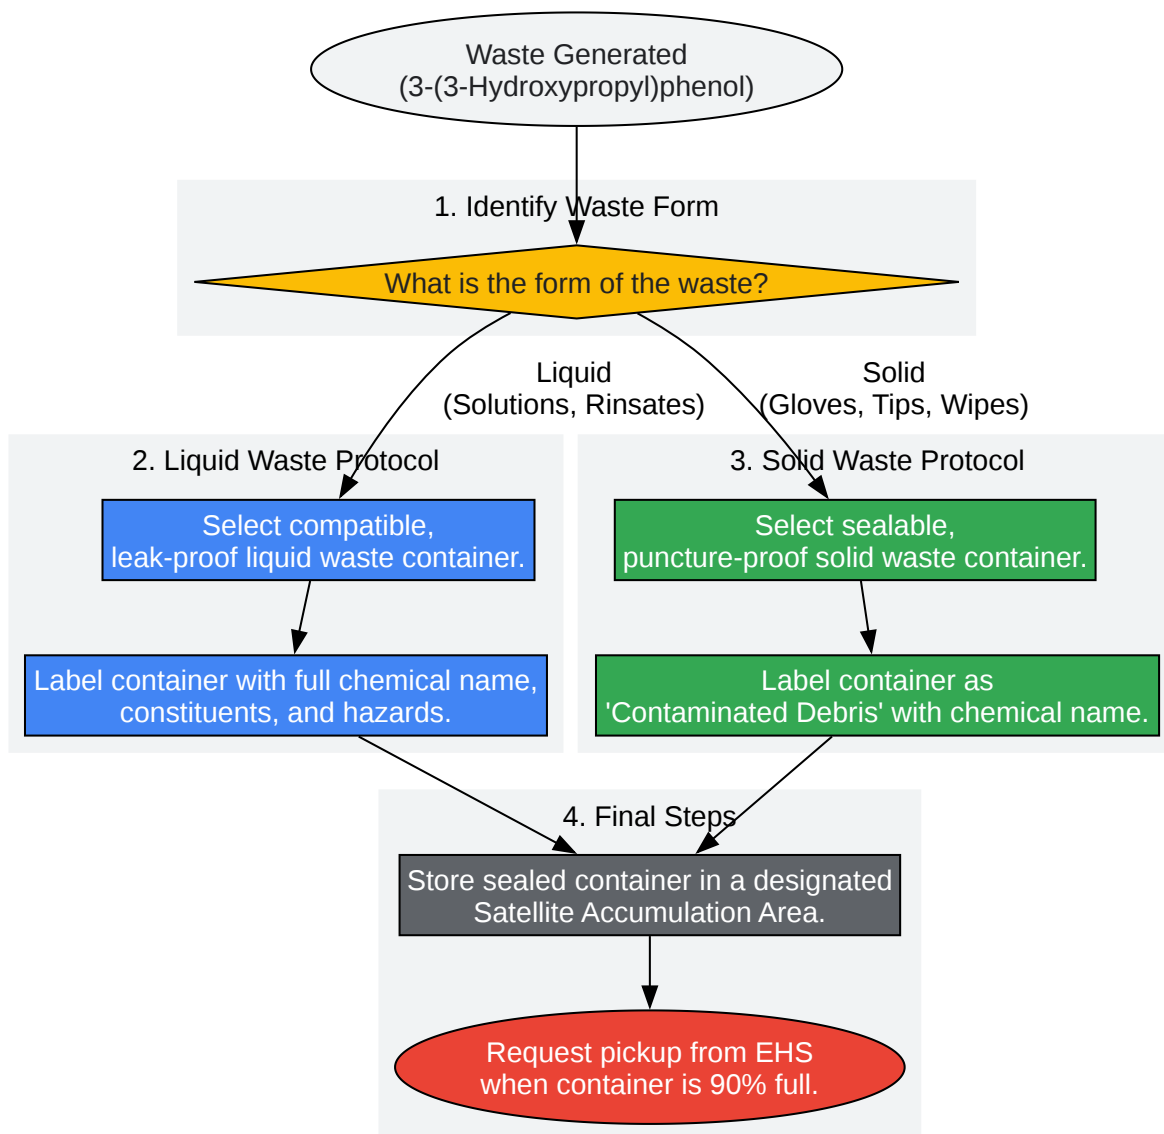 Waste Generated
(3-(3-Hydroxypropyl)phenol)
1. Identify Waste Form
What is the form of the waste?
Liquid
(Solutions, Rinsates)
Solid
(Gloves, Tips, Wipes)
2. Liquid Waste Protocol
Select compatible,
leak-proof liquid waste container.
Label container with full chemical name,
constituents, and hazards.
3. Solid Waste Protocol
Select sealable,
puncture-proof solid waste container.
Label container as
'Contaminated Debris' with chemical name.
4. Final Steps
Store sealed container in a designated
Satellite Accumulation Area.
Request pickup from EHS
when container is 90% full.